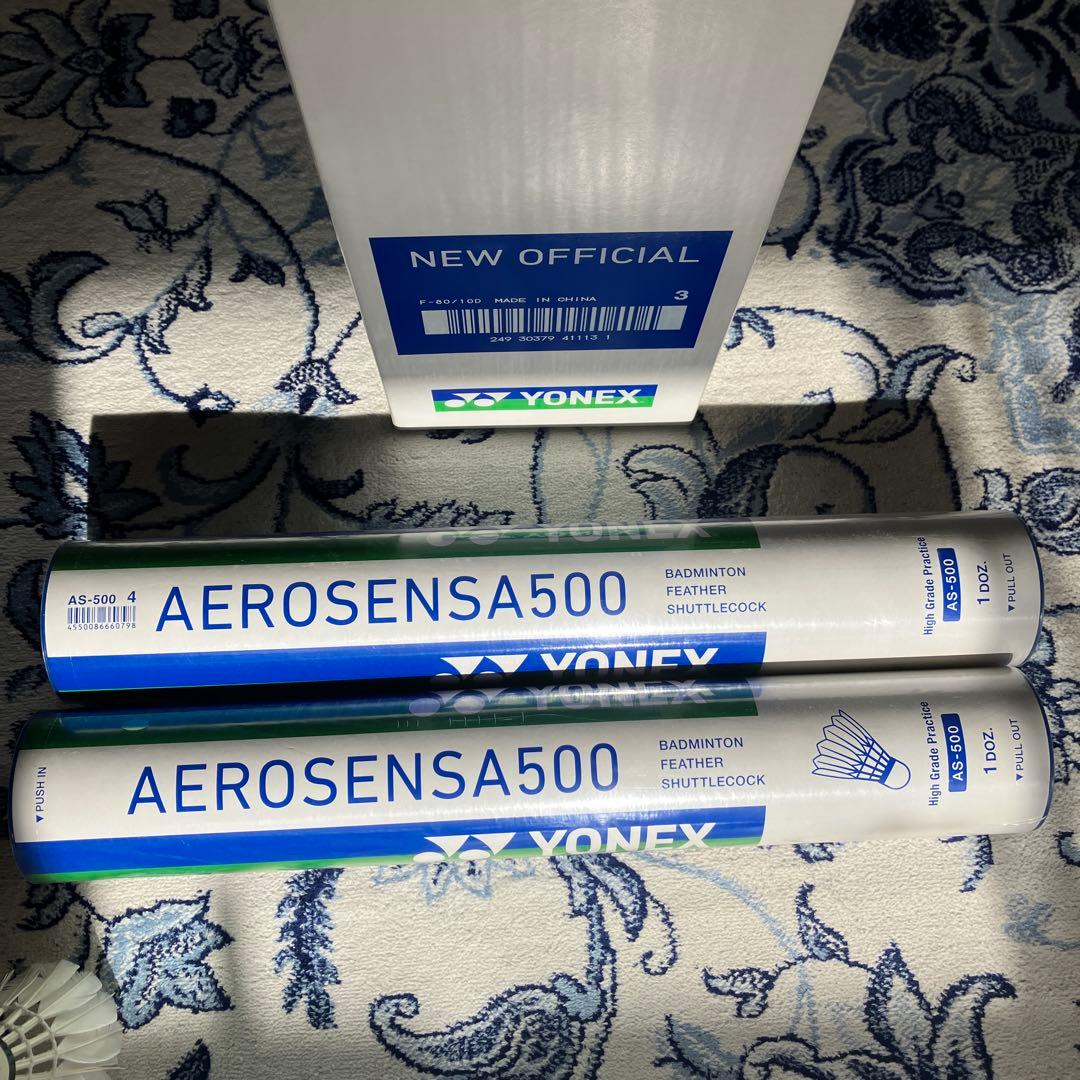 NEW OFFICIAL
F-80/10D MADE IN CHINA 3
249 30379 41113 1
YONEX
YONEX
AS-500 4
4550086660798
AEROSENSA500
BADMINTON
FEATHER
SHUTTLECOCK
High Grade Practice
AS-500
1 DOZ.
▼PULL OUT
YONEX
YONEX
▼PUSH IN
AEROSENSA500
BADMINTON
FEATHER
SHUTTLECOCK
High Grade Practice
AS-500
1 DOZ.
▼PULL OUT
YONEX